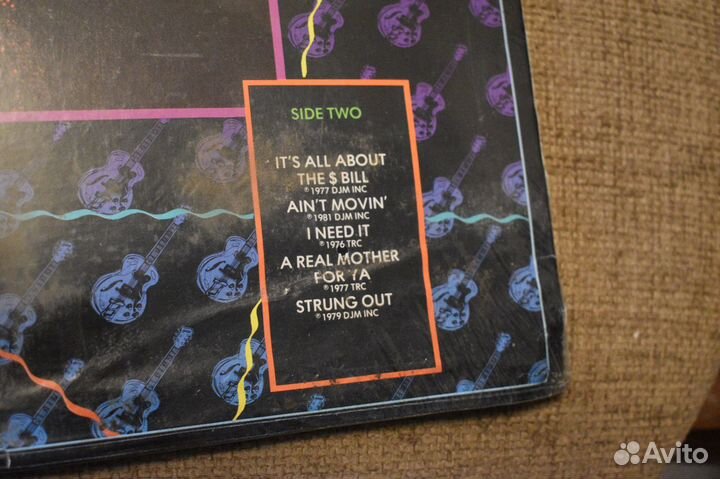 SIDE TWO
IT'S ALL ABOUT
THE $ BILL
℗ 1977 DJM INC
AIN'T MOVIN'
℗ 1981 DJM INC
I NEED IT
℗ 1976 TRC
A REAL MOTHER
FOR YA
℗ 1977 TRC
STRUNG OUT
℗ 1979 DJM INC
Avito